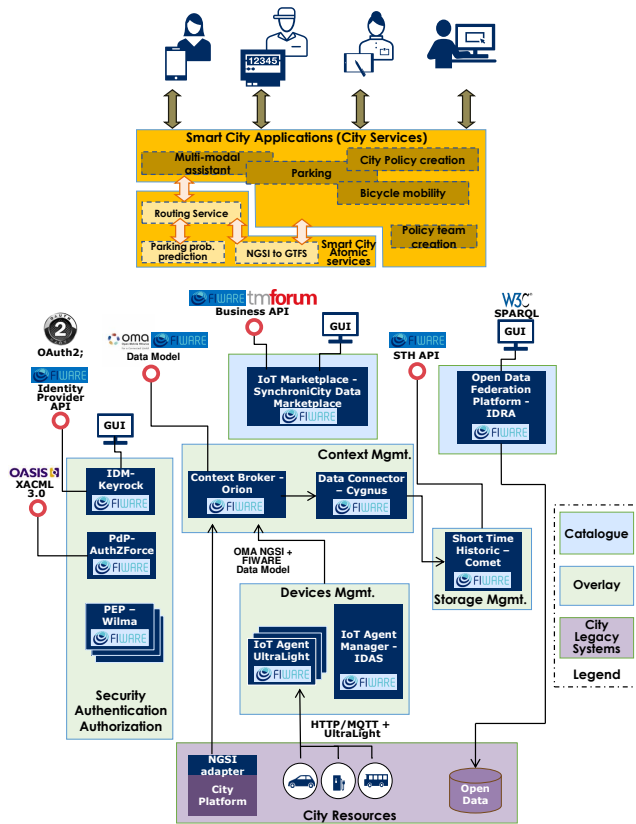 12345
Smart City Applications (City Services)
Multi-modal
assistant
City Policy creation
Parking
Bicycle mobility
Routing Service
Policy team
creation
Parking prob.
prediction
NGSI to GTFS
Smart City
Atomic
services
FIWARE tmforum
Business API
GUI
W3C
SPARQL
GUI
2
OAuth2;
oma FIWARE
Data Model
FIWARE
STH API
FIWARE
Identity
Provider
API
GUI
IoT Marketplace -
SynchroniCity Data
Marketplace
FIWARE
Open Data
Federation
Platform -
IDRA
FIWARE
OASIS
XACML
3.0
IDM-
Keyrock
FIWARE
PdP-
AuthZForce
FIWARE
PEP –
Wilma
FIWARE
Security
Authentication
Authorization
Context Mgmt.
Context Broker -
Orion
FIWARE
Data Connector
– Cygnus
FIWARE
OMA NGSI +
FIWARE
Data Model
Short Time
Historic –
Comet
FIWARE
Storage Mgmt.
Devices Mgmt.
IoT Agent
UltraLight
FIWARE
IoT Agent
Manager -
IDAS
FIWARE
HTTP/MQTT +
UltraLight
NGSI
adapter
City
Platform
City Resources
Open
Data
Catalogue
Overlay
City
Legacy
Systems
Legend